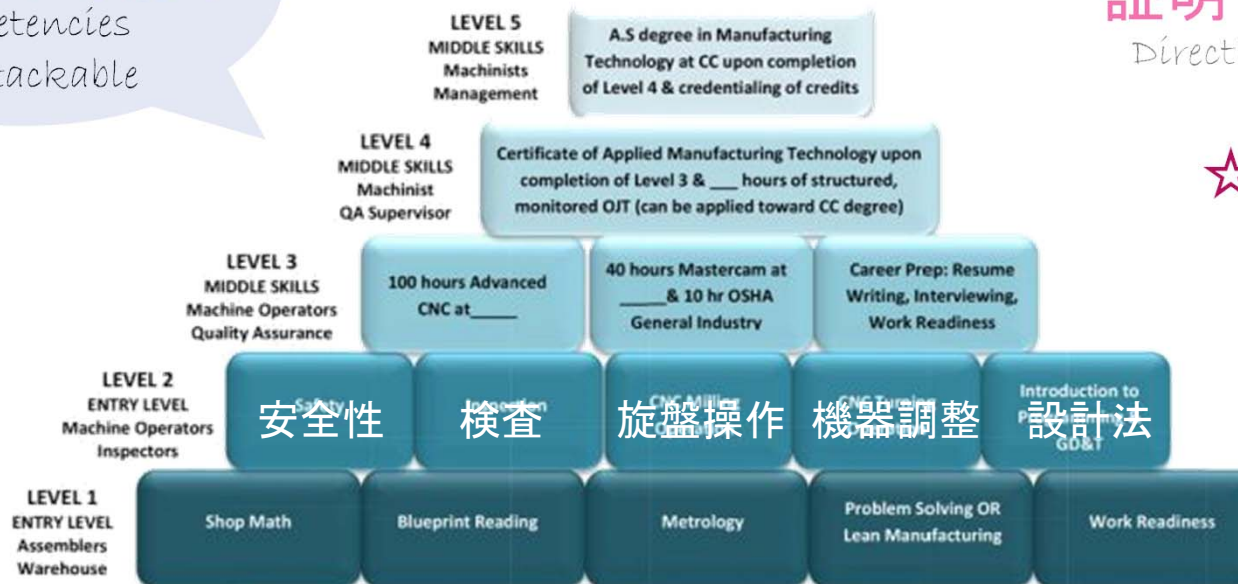 etencies
tackable
証明
Direct
LEVEL 5
MIDDLE SKILLS
Machinists
Management
A.S degree in Manufacturing
Technology at CC upon completion
of Level 4 & credentialing of credits
LEVEL 4
MIDDLE SKILLS
Machinist
QA Supervisor
Certificate of Applied Manufacturing Technology upon
completion of Level 3 & ___ hours of structured,
monitored OJT (can be applied toward CC degree)
LEVEL 3
MIDDLE SKILLS
Machine Operators
Quality Assurance
100 hours Advanced
CNC at_____
40 hours Mastercam at
_____& 10 hr OSHA
General Industry
Career Prep: Resume
Writing, Interviewing,
Work Readiness
LEVEL 2
ENTRY LEVEL
Machine Operators
Inspectors
安全性
検査
旋盤操作
機器調整
Introduction to
設計法
GD&T
LEVEL 1
ENTRY LEVEL
Assemblers
Warehouse
Shop Math
Blueprint Reading
Metrology
Problem Solving OR
Lean Manufacturing
Work Readiness